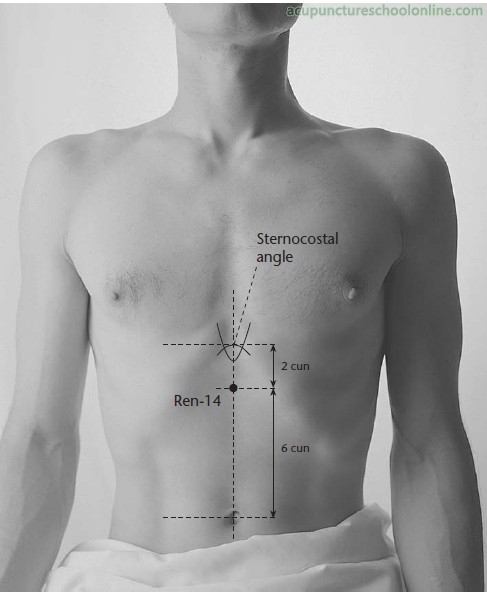 acupunctureschoolonline.com
Sternocostal
angle
2 cun
Ren-14
6 cun